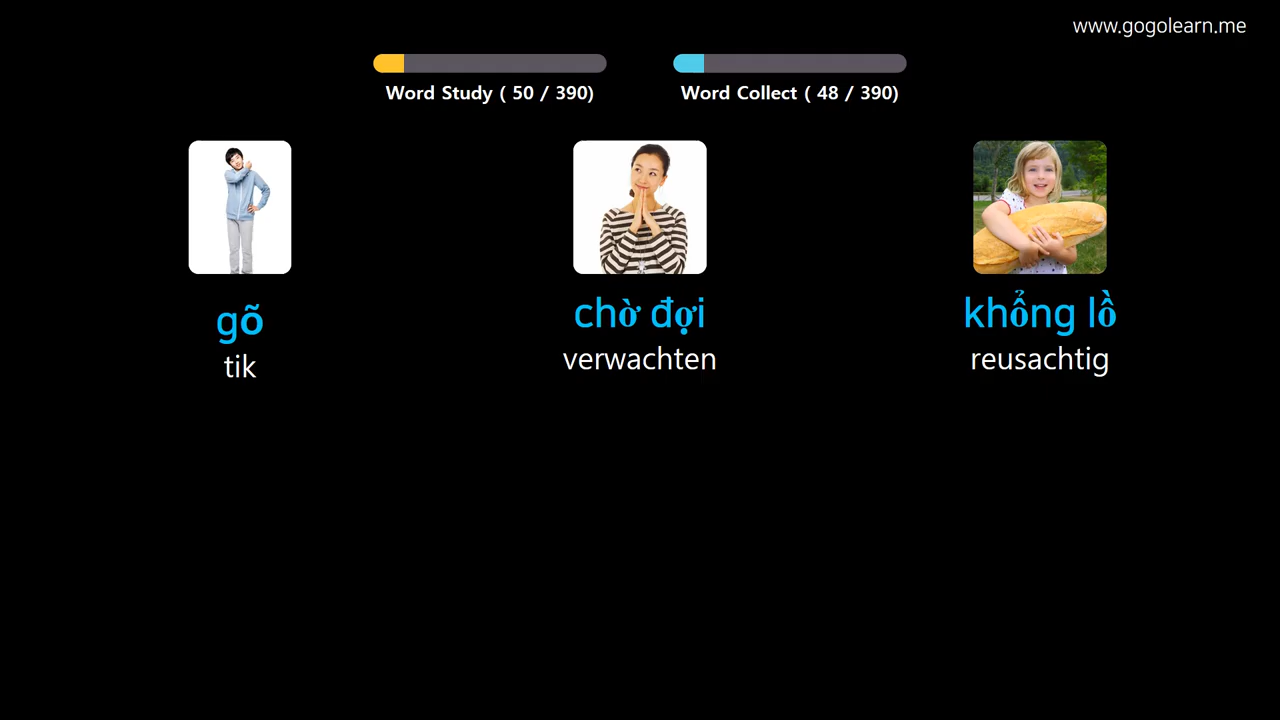 www.gogolearn.me
Word Study ( 50 / 390)
Word Collect ( 48 / 390)
gõ
tik
chờ đợi
verwachten
khổng lồ
reusachtig